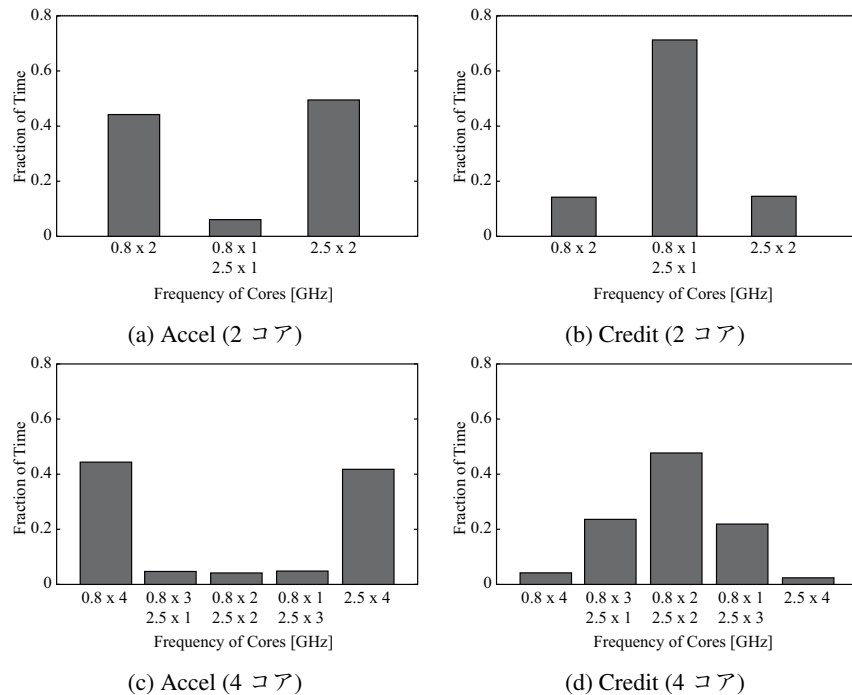 0.8
0.6
0.4
0.2
0
Fraction of Time
0.8 x 2
0.8 x 1
2.5 x 1
2.5 x 2
Frequency of Cores [GHz]
(a) Accel (2 コア)
0.8
0.6
0.4
0.2
0
Fraction of Time
0.8 x 2
0.8 x 1
2.5 x 1
2.5 x 2
Frequency of Cores [GHz]
(b) Credit (2 コア)
0.8
0.6
0.4
0.2
0
Fraction of Time
0.8 x 4
0.8 x 3
2.5 x 1
0.8 x 2
2.5 x 2
0.8 x 1
2.5 x 3
2.5 x 4
Frequency of Cores [GHz]
(c) Accel (4 コア)
0.8
0.6
0.4
0.2
0
Fraction of Time
0.8 x 4
0.8 x 3
2.5 x 1
0.8 x 2
2.5 x 2
0.8 x 1
2.5 x 3
2.5 x 4
Frequency of Cores [GHz]
(d) Credit (4 コア)